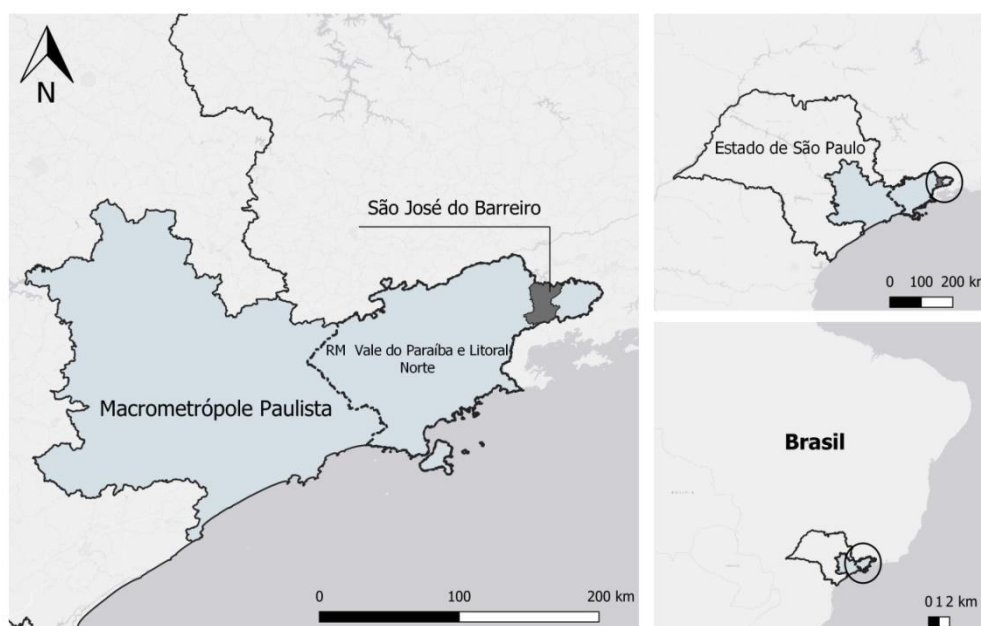 N
São José do Barreiro
RM Vale do Paraíba e Litoral
Norte
Macrometrópole Paulista
0 100 200 km
Estado de São Paulo
0 100 200 km
Brasil
0 1 2 km